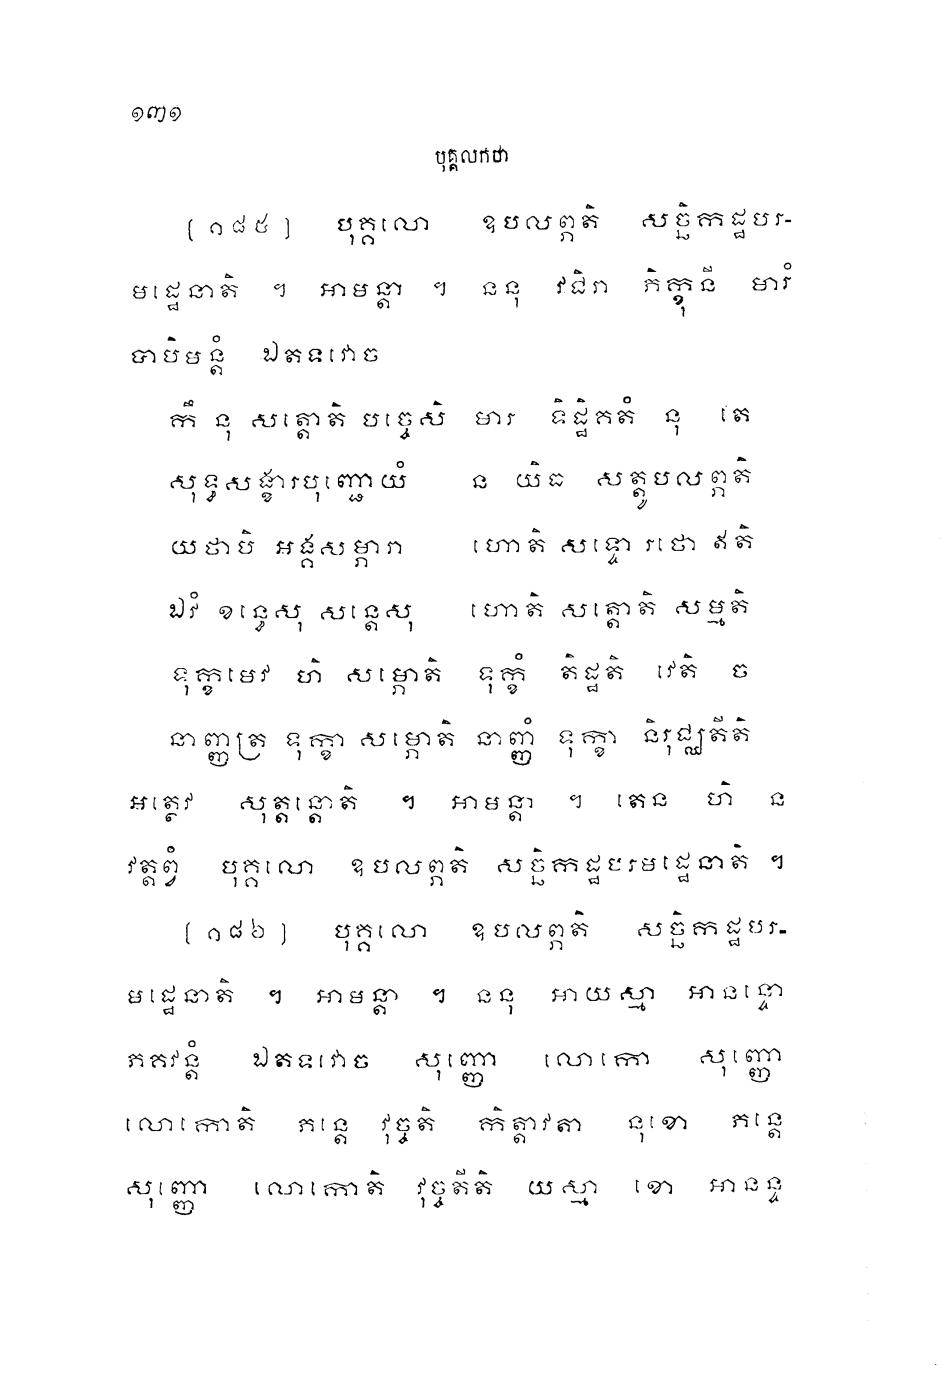 ១៣១
បុគ្គលកថា
[ ១៨៥ ] បុគ្គលោ ឧបលព្ភតិ សច្ឆិកដ្ឋបរ-
មដ្ឋេនាតិ ។ អាមន្តា ។ ននុ វជិរា ភិក្ខុនី មារំ
បាបិមន្តំ ឯតទវោច
កឹ នុ សត្តោតិ បច្ចេសិ មារ ទិដ្ឋិគតំ នុ តេ
សុទ្ធសង្ខារបុញ្ជោយំ ន យិធ សត្តូបលព្ភតិ
យថាបិ អង្គសម្ភារា ហោតិ សទ្ទោ រថោ ឥតិ
ឯវំ ខន្ធេសុ សន្តេសុ ហោតិ សត្តោតិ សម្មតិ
ទុក្ខមេវ ហិ សម្ភោតិ ទុក្ខំ តិដ្ឋតិ វេតិ ច
នាញ្ញត្រ ទុក្ខា សម្ភោតិ នាញ្ញំ ទុក្ខា និរុជ្ឈតីតិ
អត្ថេវ សុត្តន្តោតិ ។ អាមន្តា ។ តេន ហិ ន
វត្តព្វំ បុគ្គលោ ឧបលព្ភតិ សច្ឆិកដ្ឋបរមដ្ឋេនាតិ ។
[ ១៨៦ ] បុគ្គលោ ឧបលព្ភតិ សច្ឆិកដ្ឋបរ-
មដ្ឋេនាតិ ។ អាមន្តា ។ ននុ អាយស្មា អានន្ទោ
ភគវន្តំ ឯតទវោច សុញ្ញោ លោកោ សុញ្ញោ
លោកោតិ ភន្តេ វុច្ចតិ កិត្តាវតា នុខោ ភន្តេ
សុញ្ញោ លោកោតិ វុច្ចតីតិ យស្មា ខោ អានន្ទ